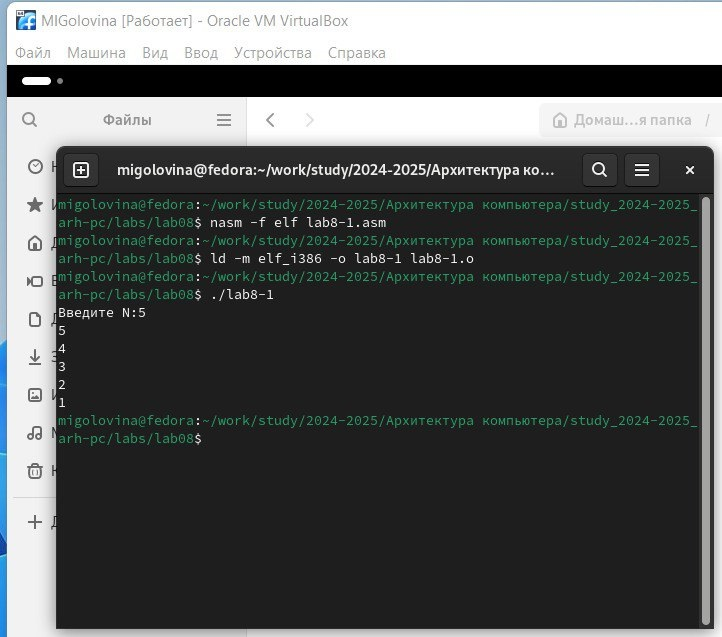 MIGolovina [Работает] - Oracle VM VirtualBox
Файл Машина Вид Ввод Устройства Справка
Файлы
Домаш…я папка /
migolovina@fedora:~/work/study/2024-2025/Архитектура ко…
migolovina@fedora:~/work/study/2024-2025/Архитектура компьютера/study_2024-2025_
arh-pc/labs/lab08$ nasm -f elf lab8-1.asm
migolovina@fedora:~/work/study/2024-2025/Архитектура компьютера/study_2024-2025_
arh-pc/labs/lab08$ ld -m elf_i386 -o lab8-1 lab8-1.o
migolovina@fedora:~/work/study/2024-2025/Архитектура компьютера/study_2024-2025_
arh-pc/labs/lab08$ ./lab8-1
Введите N:5
5
4
3
2
1
migolovina@fedora:~/work/study/2024-2025/Архитектура компьютера/study_2024-2025_
arh-pc/labs/lab08$